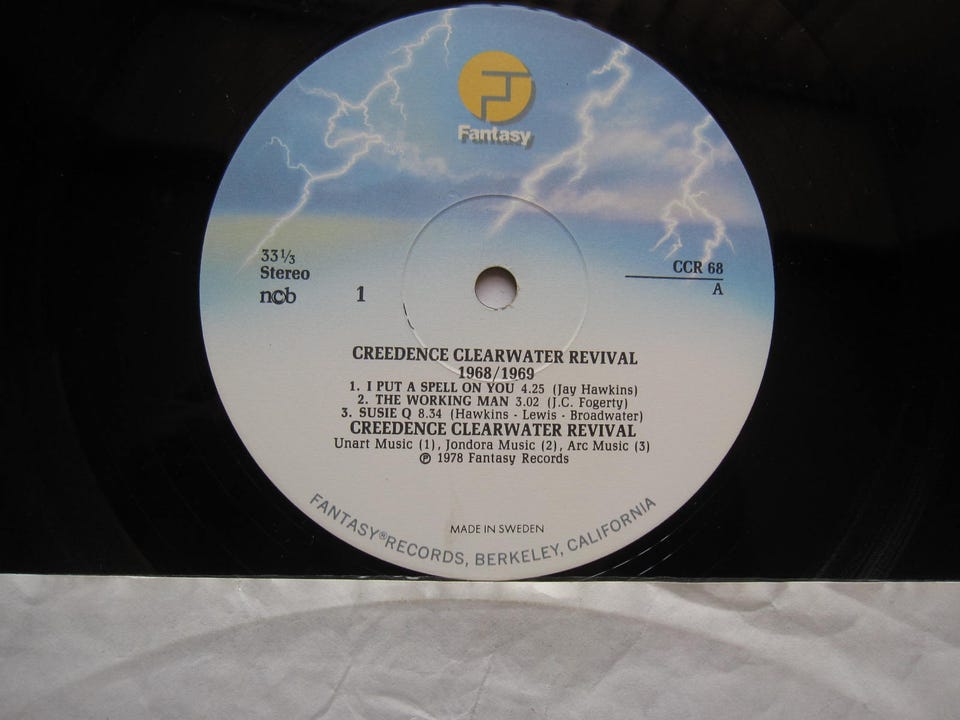 Fantasy
33 1/3
Stereo
ncb
1
CCR 68
A
CREEDENCE CLEARWATER REVIVAL
1968/1969
1. I PUT A SPELL ON YOU 4.25 (Jay Hawkins)
2. THE WORKING MAN 3.02 (J.C. Fogerty)
3. SUSIE Q 8.34 (Hawkins - Lewis - Broadwater)
CREEDENCE CLEARWATER REVIVAL
Unart Music (1), Jondora Music (2), Arc Music (3)
℗ 1978 Fantasy Records
MADE IN SWEDEN
FANTASY® RECORDS, BERKELEY, CALIFORNIA